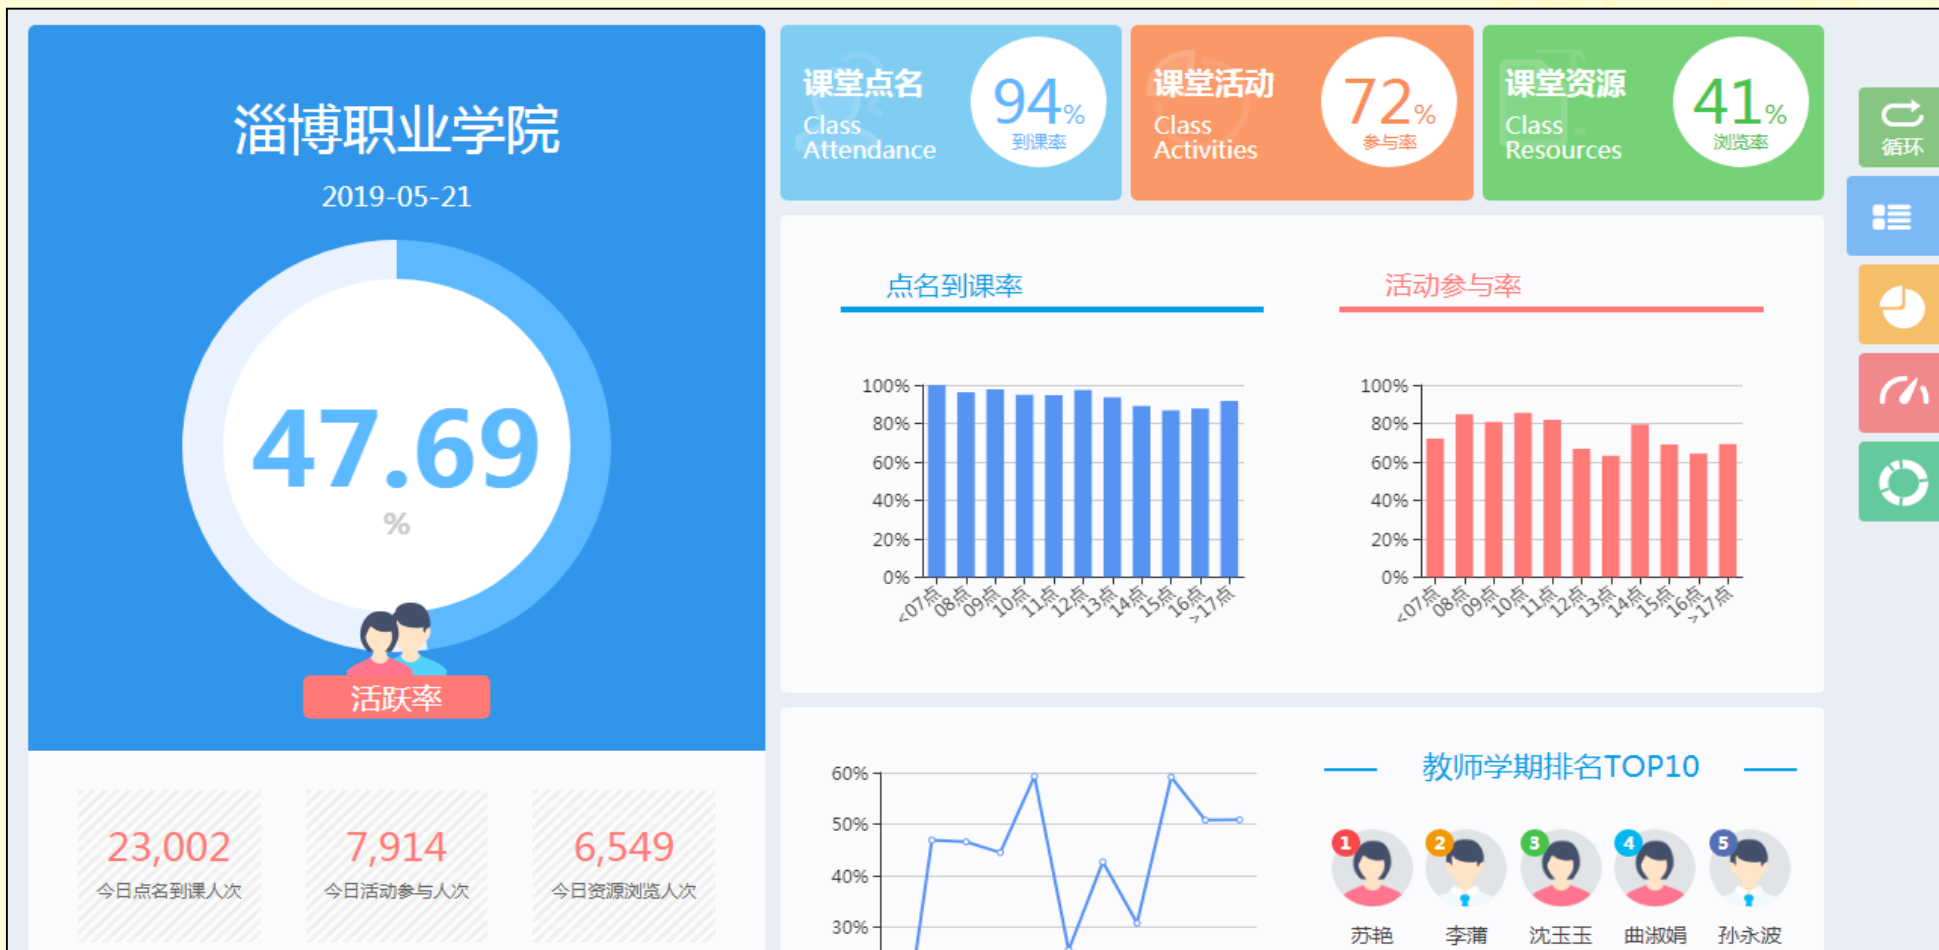 淄博职业学院
2019-05-21
47.69
%
活跃率
23,002
今日点名到课人次
7,914
今日活动参与人次
6,549
今日资源浏览人次
课堂点名
Class
Attendance
94%
到课率
课堂活动
Class
Activities
72%
参与率
课堂资源
Class
Resources
41%
浏览率
点名到课率
100%
80%
60%
40%
20%
0%
<07点
08点
09点
10点
11点
12点
13点
14点
15点
16点
>17点
活动参与率
100%
80%
60%
40%
20%
0%
<07点
08点
09点
10点
11点
12点
13点
14点
15点
16点
>17点
60%
50%
40%
30%
教师学期排名TOP10
1
2
3
4
5
苏艳
李蒲
沈玉玉
曲淑娟
孙永波
循环